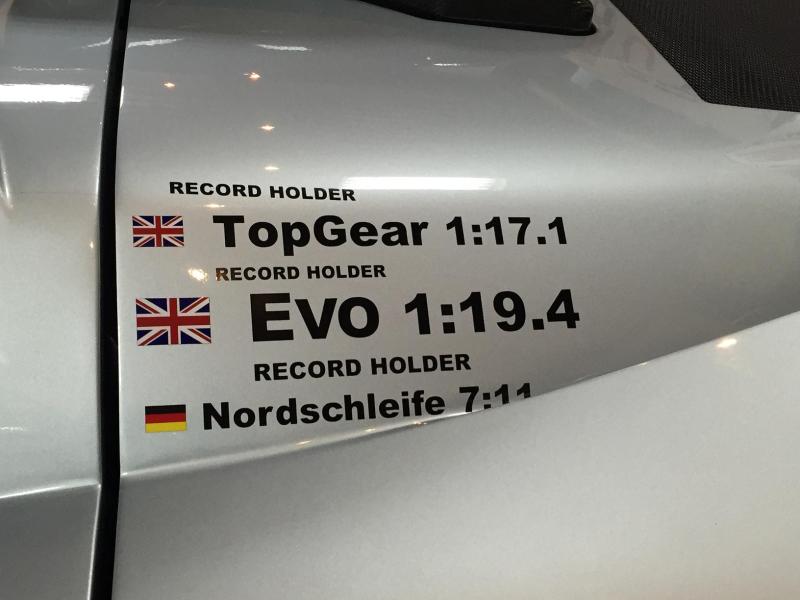 RECORD HOLDER
TopGear 1:17.1
RECORD HOLDER
Evo 1:19.4
RECORD HOLDER
Nordschleife 7:11